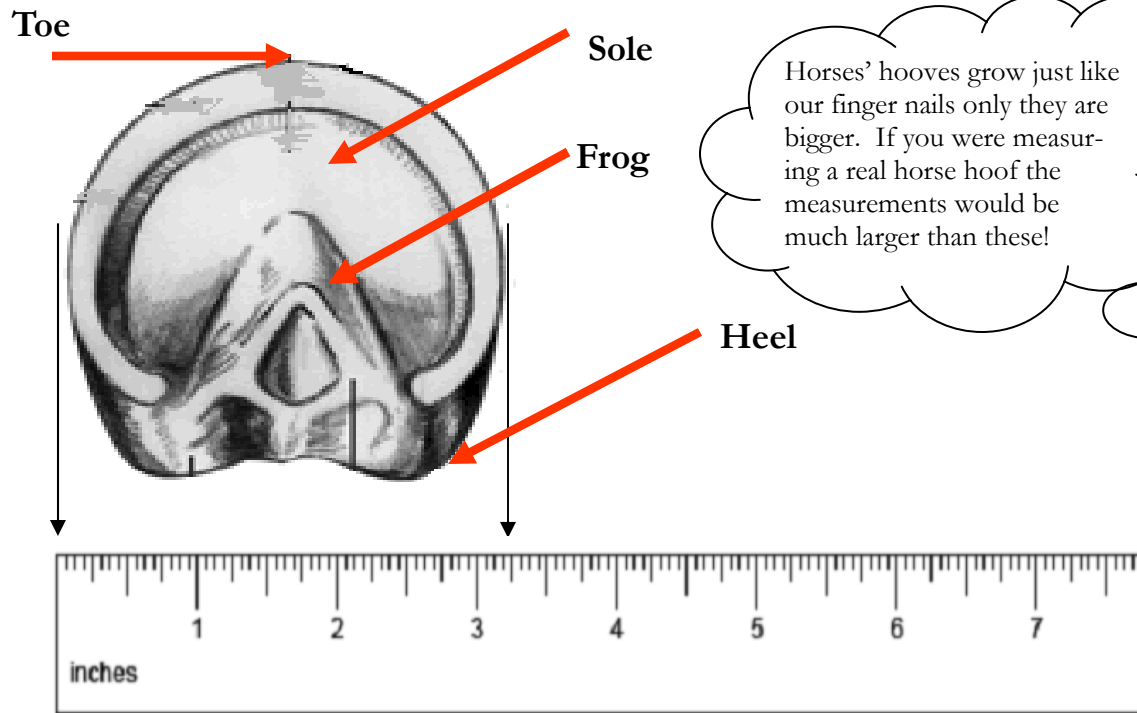 Toe
Sole
Frog
Heel
Horses’ hooves grow just like
our finger nails only they are
bigger.  If you were measur-
ing a real horse hoof the
measurements would be
much larger than these!
1 2 3 4 5 6 7
inches